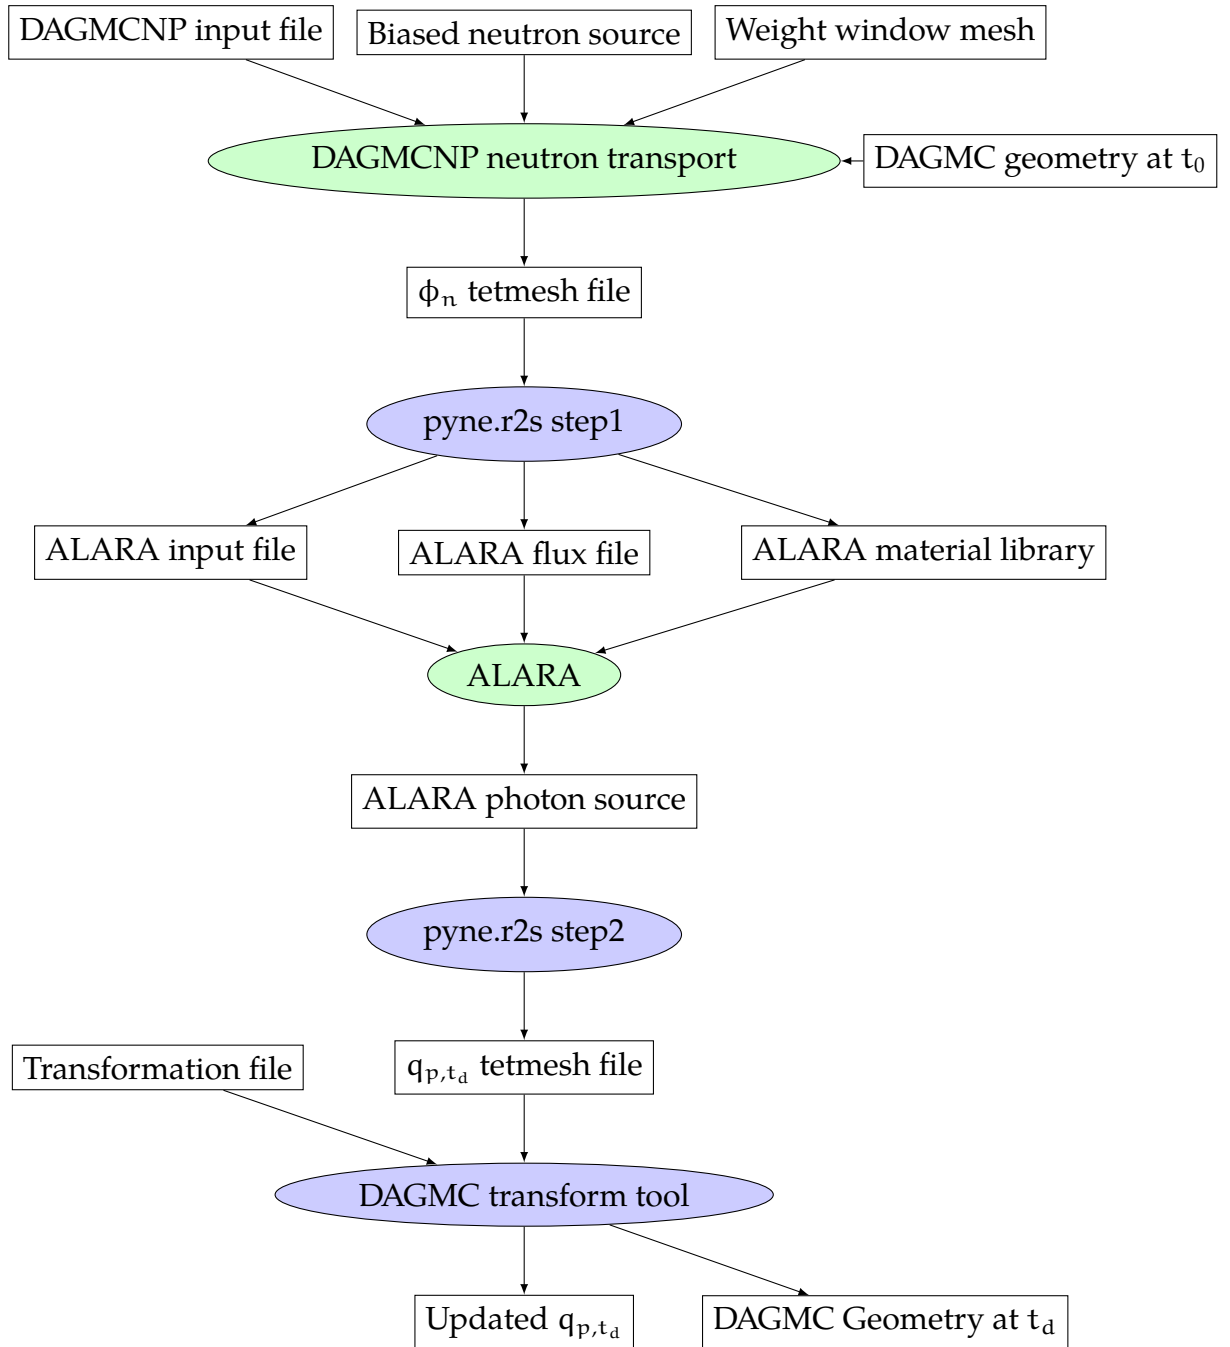 DAGMCNP input file
Biased neutron source
Weight window mesh
DAGMCNP neutron transport
DAGMC geometry at t₀
ϕₙ tetmesh file
pyne.r2s step1
ALARA input file
ALARA flux file
ALARA material library
ALARA
ALARA photon source
pyne.r2s step2
Transformation file
q_{p,t_d} tetmesh file
DAGMC transform tool
Updated q_{p,t_d}
DAGMC Geometry at t_d